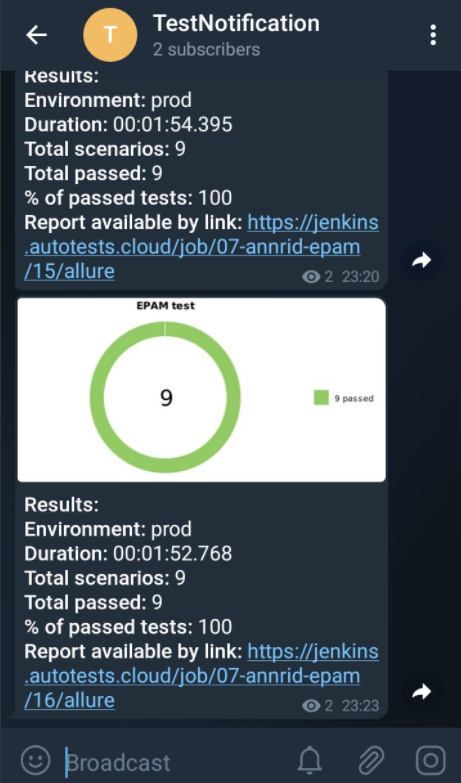 T
TestNotification
2 subscribers
Results:
Environment: prod
Duration: 00:01:54.395
Total scenarios: 9
Total passed: 9
% of passed tests: 100
Report available by link: https://jenkins
.autotests.cloud/job/07-annrid-epam
/15/allure
2 23:20
EPAM test
9
9 passed
Results:
Environment: prod
Duration: 00:01:52.768
Total scenarios: 9
Total passed: 9
% of passed tests: 100
Report available by link: https://jenkins
.autotests.cloud/job/07-annrid-epam
/16/allure
2 23:23
Broadcast